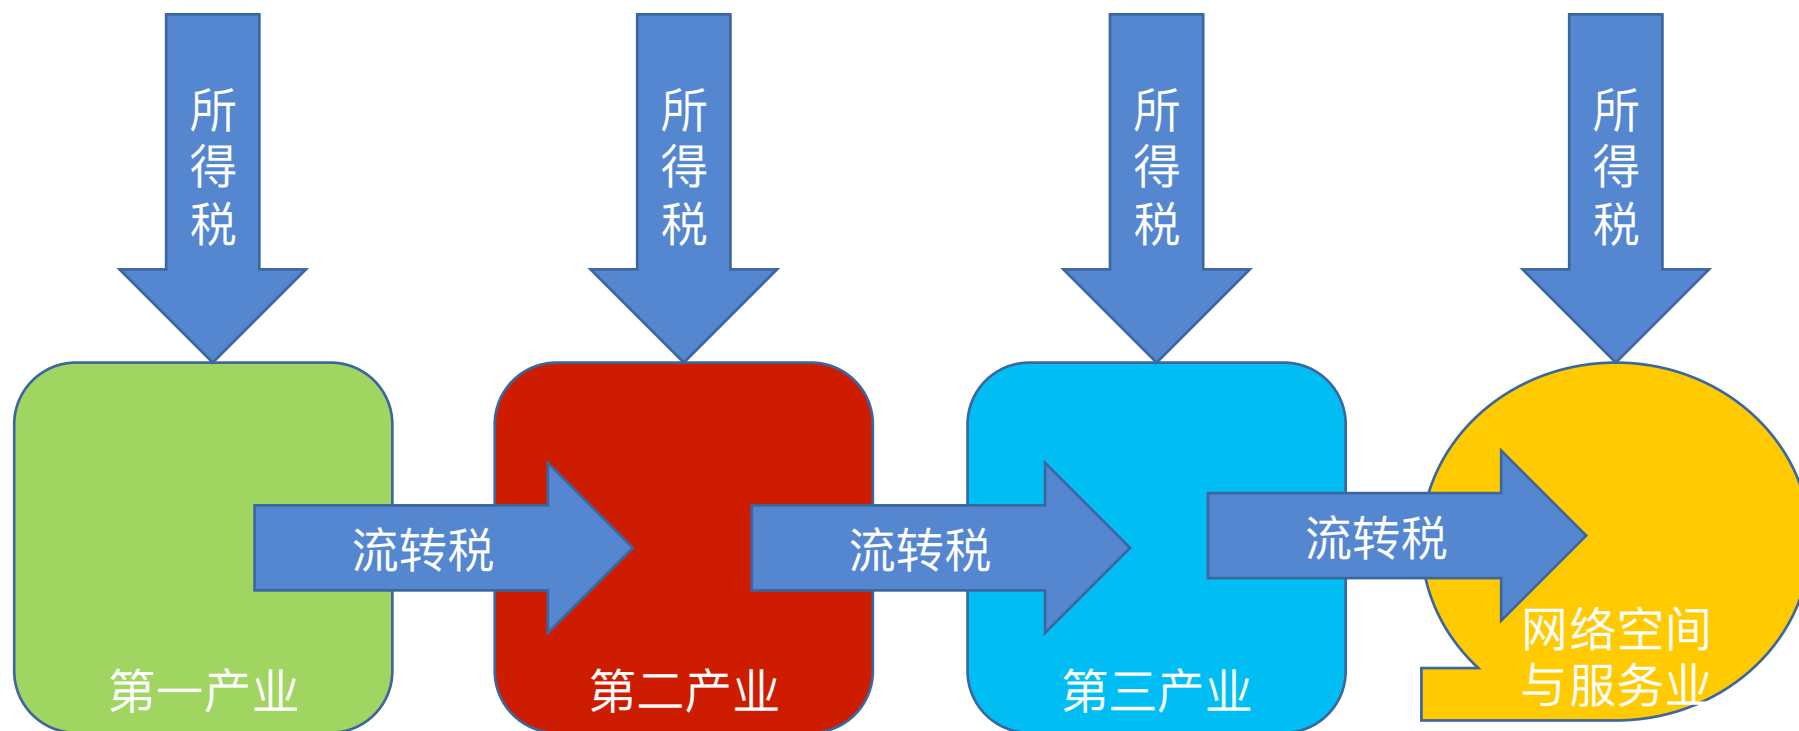 所
得
税
所
得
税
所
得
税
所
得
税
流转税
流转税
流转税
第一产业
第二产业
第三产业
网络空间
与服务业